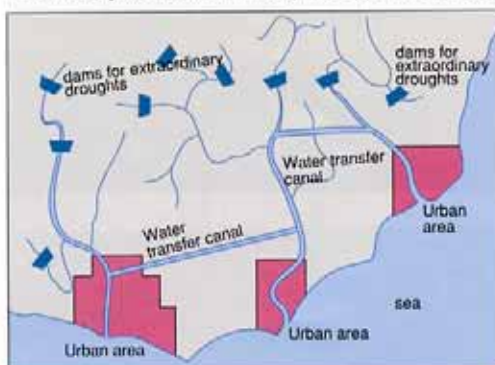 dams for extraordinary
droughts
dams for
extraordinary
droughts
Water transfer
canal
Water
transfer canal
Urban
area
sea
Urban area
Urban area